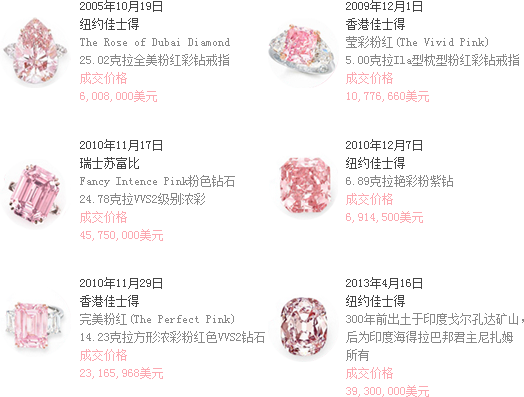 2005年10月19日
纽约佳士得
The Rose of Dubai Diamond
25.02克拉全美粉红彩钻戒指
成交价格
6,008,000美元
2009年12月1日
香港佳士得
莹彩粉红(The Vivid Pink)
5.00克拉Ila型枕型粉红彩钻戒指
成交价格
10,776,660美元
2010年11月17日
瑞士苏富比
Fancy Intence Pink粉色钻石
24.78克拉VVS2级别浓彩
成交价格
45,750,000美元
2010年12月7日
纽约佳士得
6.89克拉艳彩粉紫钻
成交价格
6,914,500美元
2010年11月29日
香港佳士得
完美粉红(The Perfect Pink)
14.23克拉方形浓彩粉红色VVS2钻石
成交价格
23,165,968美元
2013年4月16日
纽约佳士得
300年前出土于印度戈尔孔达矿山，
后为印度海得拉巴邦君主尼扎姆
所有
成交价格
39,300,000美元